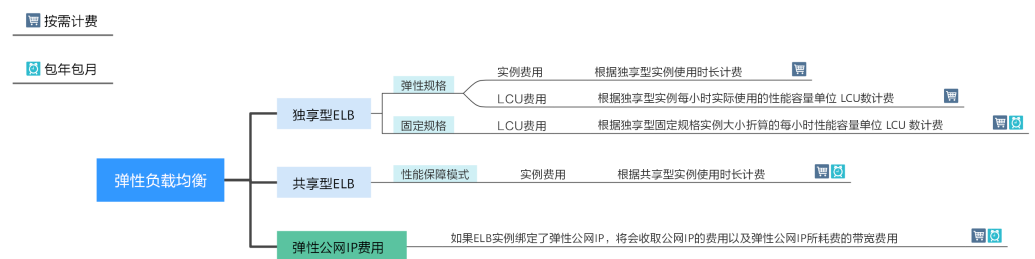 按需计费
包年包月
弹性负载均衡
独享型ELB
弹性规格
实例费用
根据独享型实例使用时长计费
LCU费用
根据独享型实例每小时实际使用的性能容量单位 LCU数计费
固定规格
LCU费用
根据独享型固定规格实例大小折算的每小时性能容量单位 LCU 数计费
共享型ELB
性能保障模式
实例费用
根据共享型实例使用时长计费
弹性公网IP费用
如果ELB实例绑定了弹性公网IP，将会收取公网IP的费用以及弹性公网IP所耗费的带宽费用